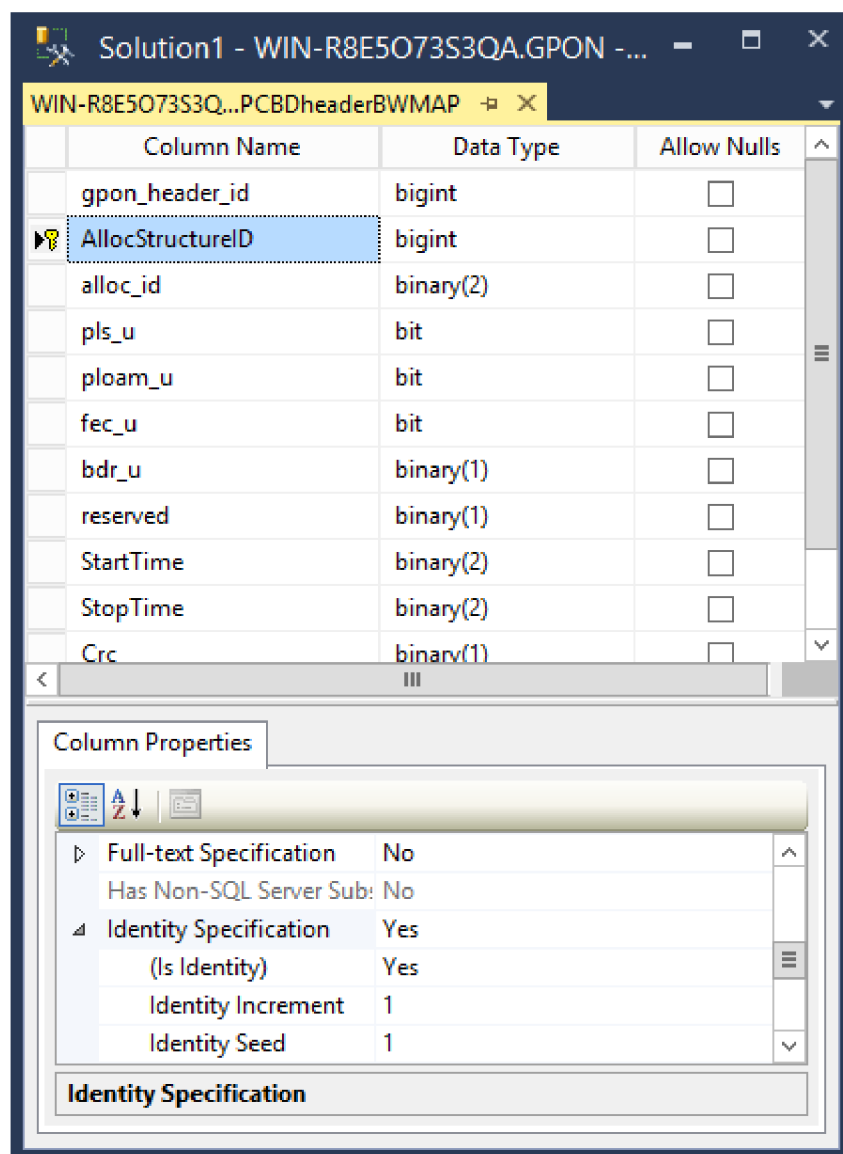 Solution1 - WIN-R8E5O73S3QA.GPON -...
WIN-R8E5O73S3Q...PCBDheaderBWMAP
Column Name Data Type Allow Nulls
gpon_header_id bigint
AllocStructureID bigint
alloc_id binary(2)
pls_u bit
ploam_u bit
fec_u bit
bdr_u binary(1)
reserved binary(1)
StartTime binary(2)
StopTime binary(2)
Crc binary(1)
Column Properties
Full-text Specification No
Has Non-SQL Server Subs No
Identity Specification Yes
(Is Identity) Yes
Identity Increment 1
Identity Seed 1
Identity Specification